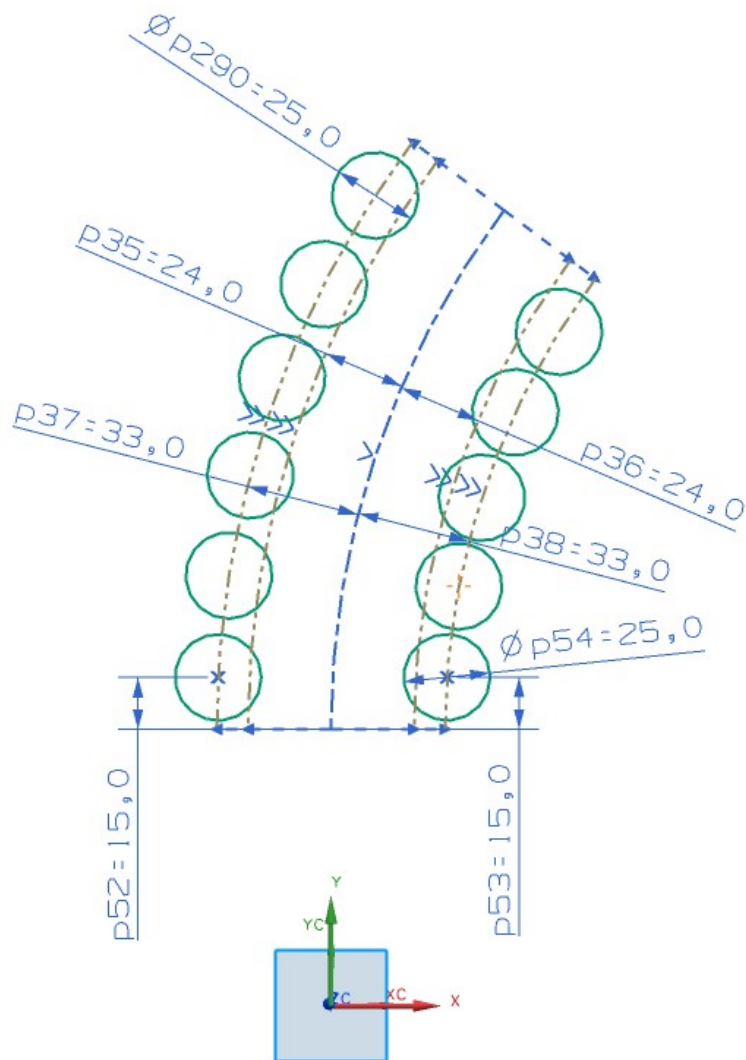 Øp290=25,0
p35=24,0
p37=33,0
p36=24,0
p38=33,0
Øp54=25,0
p52=15,0
p53=15,0
Y
YC
ZC
XC
X